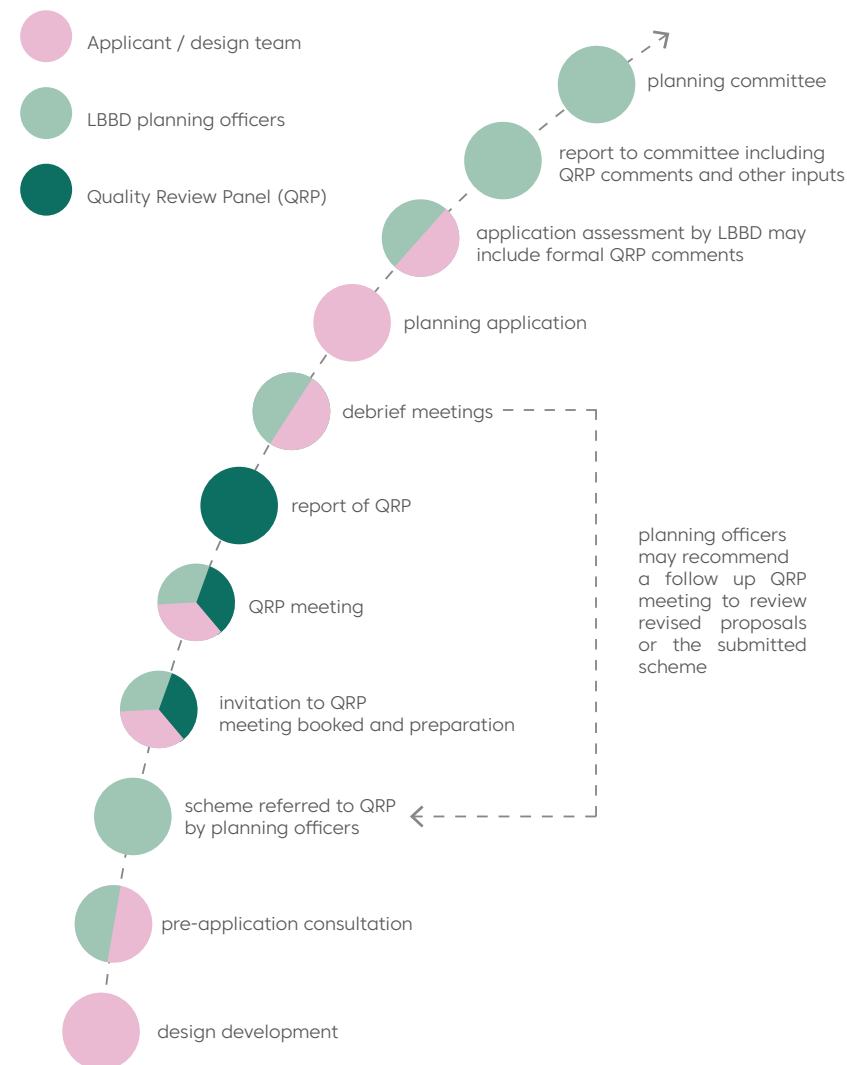 Applicant / design team
LBBD planning officers
Quality Review Panel (QRP)
planning committee
report to committee including
QRP comments and other inputs
application assessment by LBBD may
include formal QRP comments
planning application
debrief meetings
report of QRP
QRP meeting
invitation to QRP
meeting booked and preparation
scheme referred to QRP
by planning officers
pre-application consultation
design development
planning officers
may recommend
a follow up QRP
meeting to review
revised proposals
or the submitted
scheme